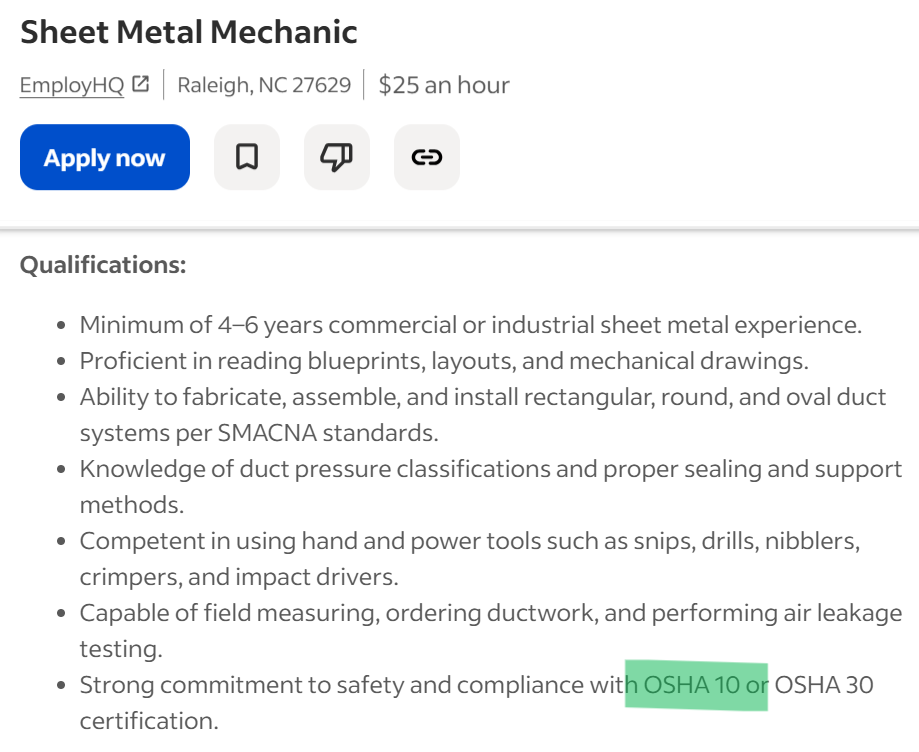 Sheet Metal Mechanic
EmployHQ Raleigh, NC 27629 $25 an hour
Apply now
Qualifications:
• Minimum of 4–6 years commercial or industrial sheet metal experience.
• Proficient in reading blueprints, layouts, and mechanical drawings.
• Ability to fabricate, assemble, and install rectangular, round, and oval duct
systems per SMACNA standards.
• Knowledge of duct pressure classifications and proper sealing and support
methods.
• Competent in using hand and power tools such as snips, drills, nibblers,
crimpers, and impact drivers.
• Capable of field measuring, ordering ductwork, and performing air leakage
testing.
• Strong commitment to safety and compliance with OSHA 10 or OSHA 30
certification.